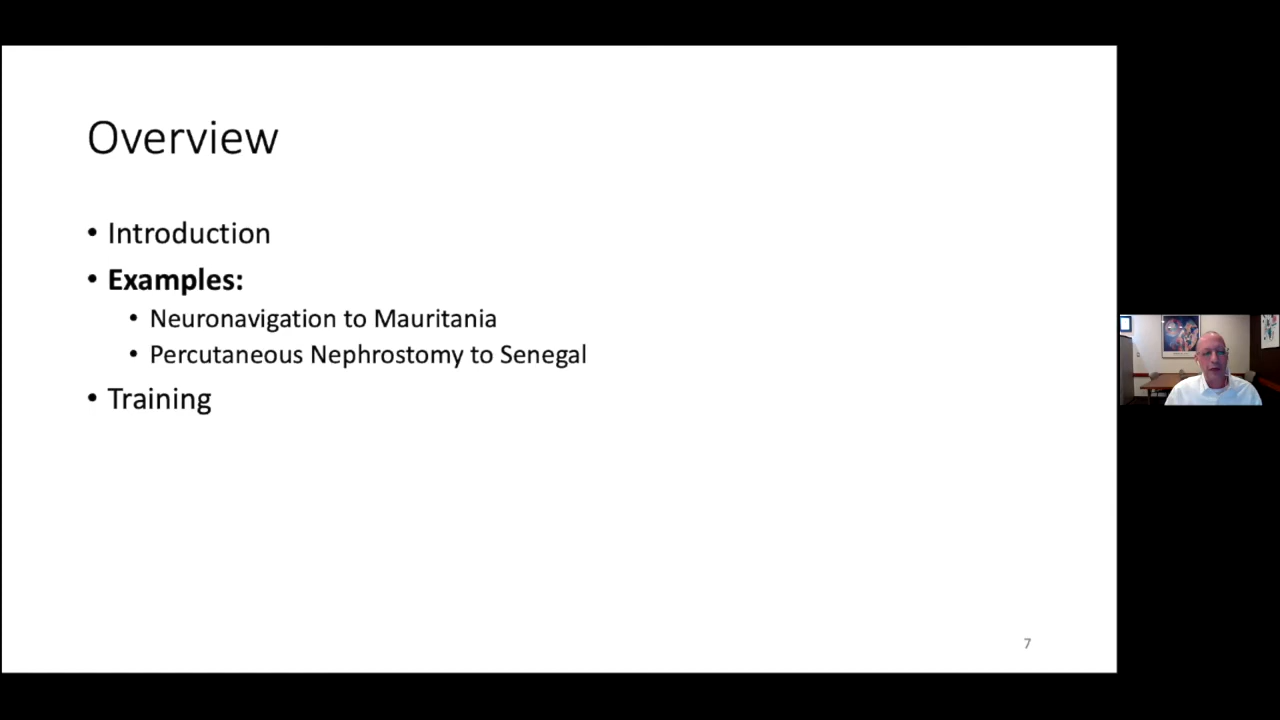 Overview
• Introduction
• Examples:
• Neuronavigation to Mauritania
• Percutaneous Nephrostomy to Senegal
• Training
7